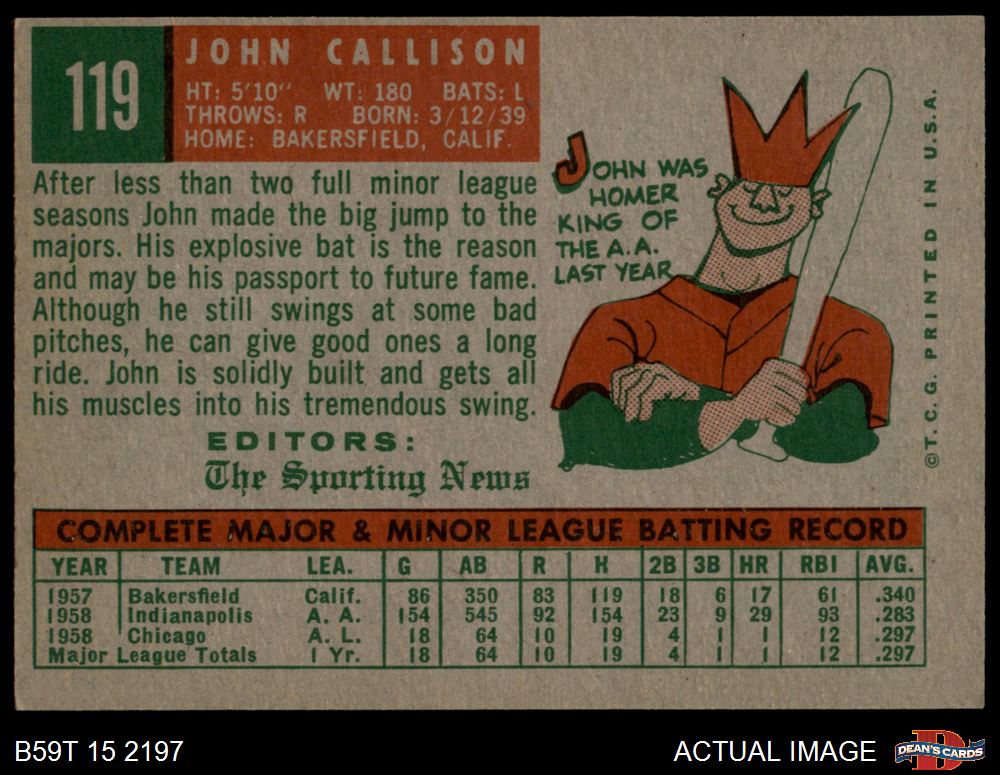 119
JOHN CALLISON
HT: 5'10" WT: 180 BATS: L
THROWS: R BORN: 3/12/39
HOME: BAKERSFIELD, CALIF.
After less than two full minor league
seasons John made the big jump to the
majors. His explosive bat is the reason
and may be his passport to future fame.
Although he still swings at some bad
pitches, he can give good ones a long
ride. John is solidly built and gets all
his muscles into his tremendous swing.
EDITORS:
The Sporting News
JOHN WAS
HOMER
KING OF
THE A.A.
LAST YEAR
© T. C. G. PRINTED IN U.S.A.
COMPLETE MAJOR & MINOR LEAGUE BATTING RECORD
YEAR TEAM LEA. G AB R H 2B 3B HR RBI AVG.
1957 Bakersfield Calif. 86 350 83 119 18 6 17 61 .340
1958 Indianapolis A. A. 154 545 92 154 23 9 29 93 .283
1958 Chicago A. L. 18 64 10 19 4 1 1 12 .297
Major League Totals 1 Yr. 18 64 10 19 4 1 1 12 .297
B59T 15 2197
ACTUAL IMAGE
D
DEAN'S CARDS